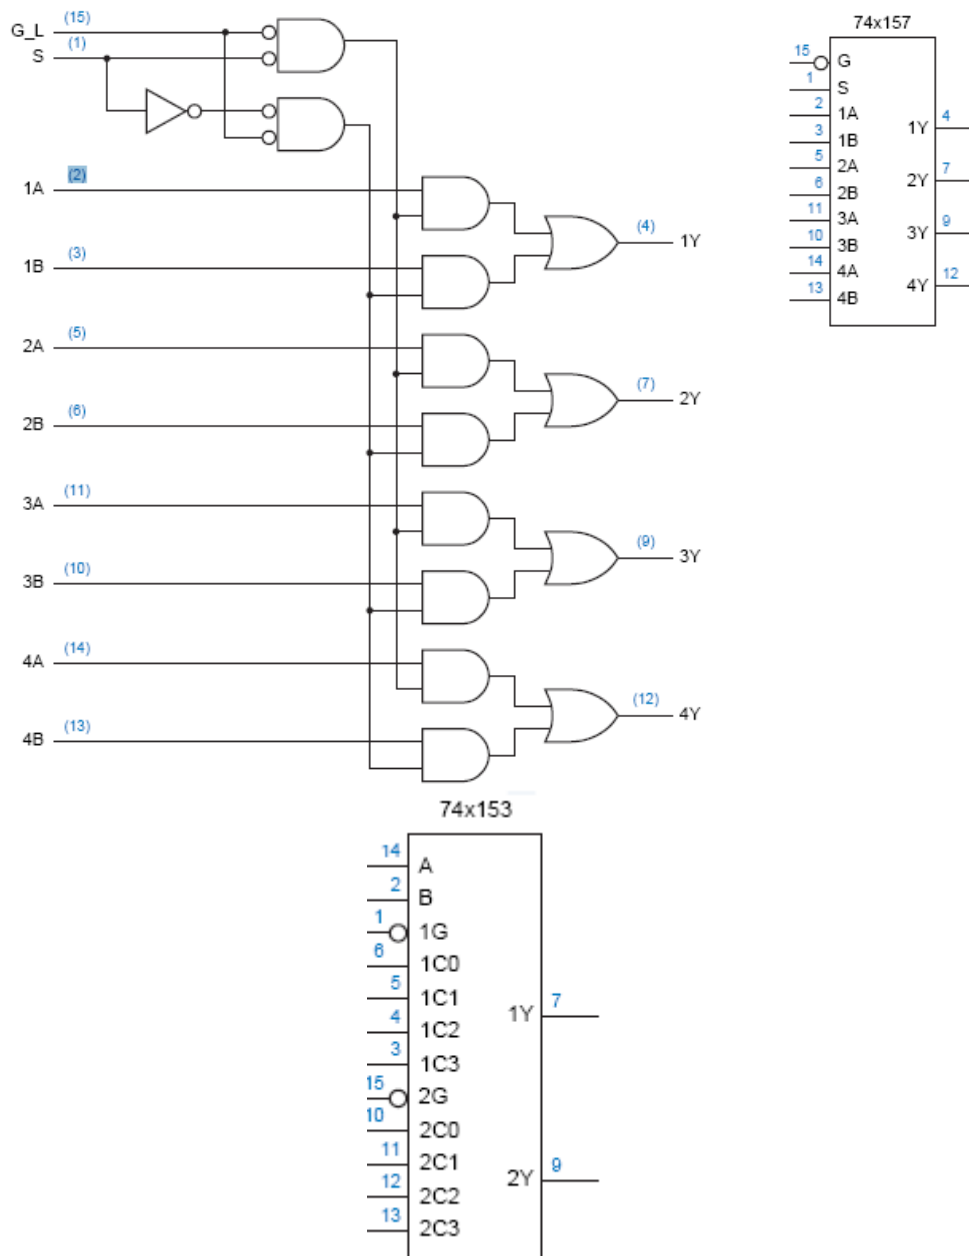 G_L (15)
S (1)
1A (2)
1B (3)
(4) 1Y
2A (5)
2B (6)
(7) 2Y
3A (11)
3B (10)
(9) 3Y
4A (14)
4B (13)
(12) 4Y
74x157
15 G
1 S
2 1A
3 1B
1Y 4
5 2A
2Y 7
6 2B
11 3A
3Y 9
10 3B
14 4A
4Y 12
13 4B
74x153
14 A
2 B
1 1G
6 1C0
5 1C1
1Y 7
4 1C2
3 1C3
15 2G
10 2C0
11 2C1
2Y 9
12 2C2
13 2C3